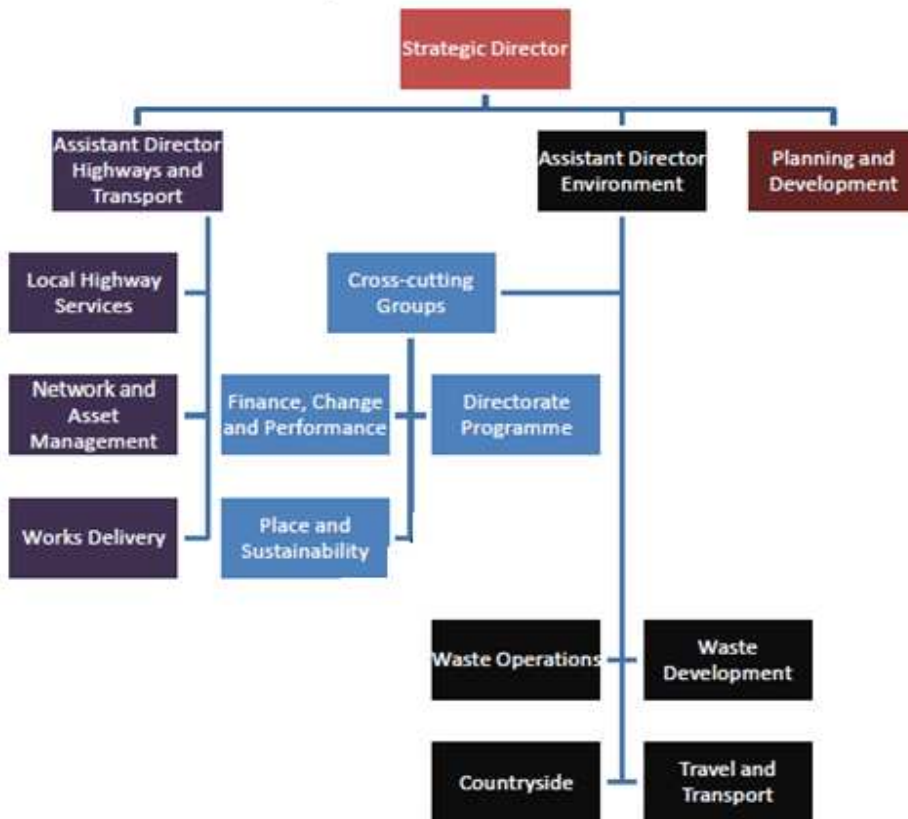 Strategic Director
Assistant Director
Highways and
Transport
Assistant Director
Environment
Planning and
Development
Local Highway
Services
Cross-cutting
Groups
Network and
Asset
Management
Finance, Change
and Performance
Directorate
Programme
Works Delivery
Place and
Sustainability
Waste Operations
Waste
Development
Countryside
Travel and
Transport